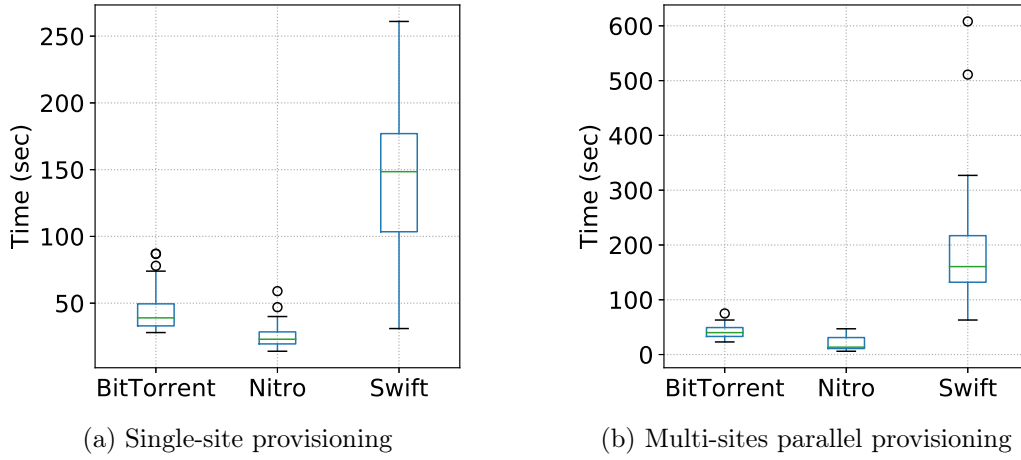 250
200
150
100
50
Time (sec)
BitTorrent Nitro Swift
(a) Single-site provisioning
600
500
400
300
200
100
0
Time (sec)
BitTorrent Nitro Swift
(b) Multi-sites parallel provisioning